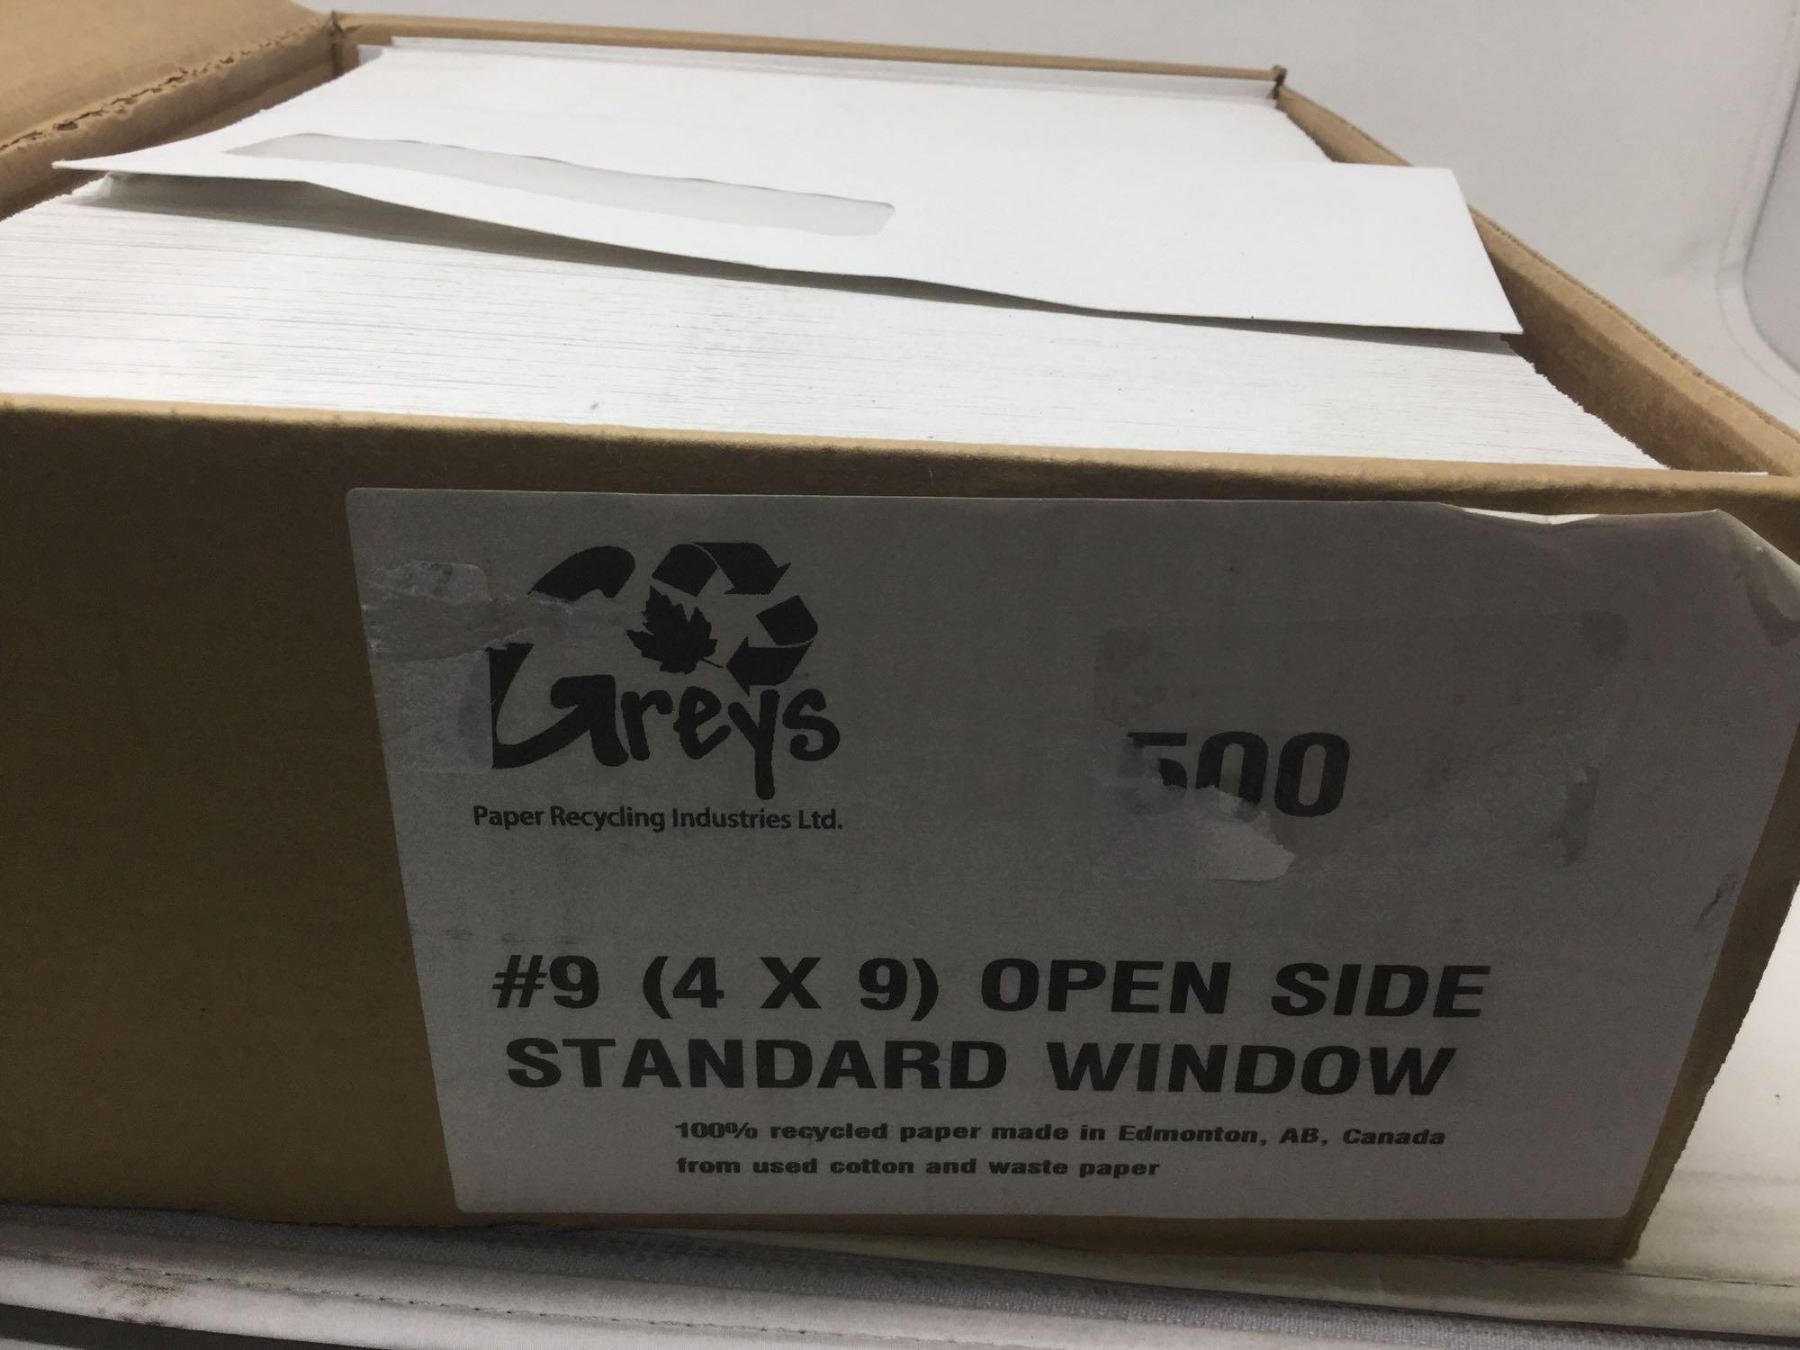 Greys
Paper Recycling Industries Ltd.
500
#9 (4 X 9) OPEN SIDE
STANDARD WINDOW
100% recycled paper made in Edmonton, AB, Canada
from used cotton and waste paper